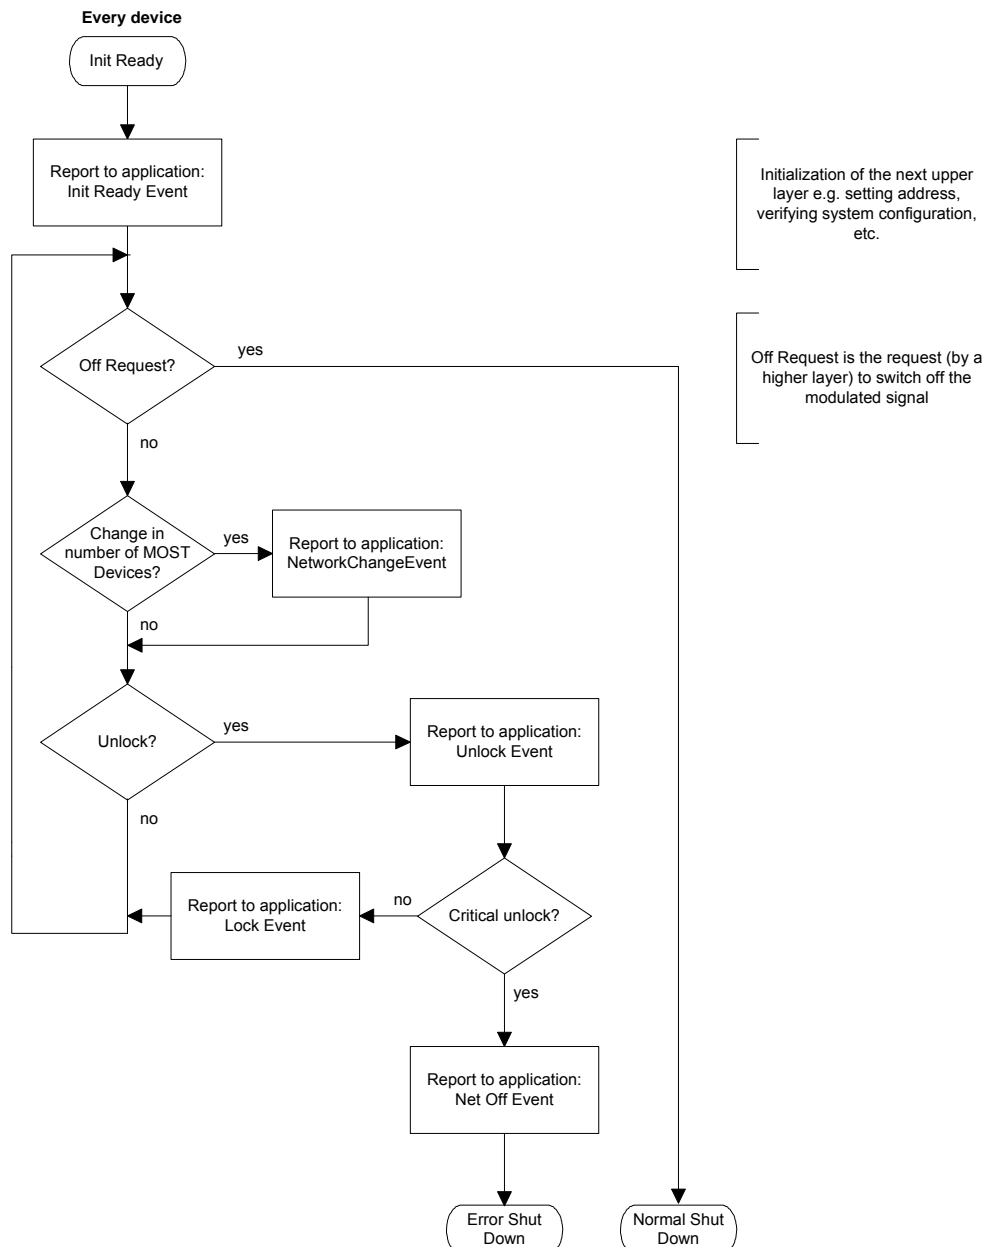 Every device
Init Ready
Report to application:
Init Ready Event
Initialization of the next upper
layer e.g. setting address,
verifying system configuration,
etc.
Off Request?
yes
no
Off Request is the request (by a
higher layer) to switch off the
modulated signal
Change in
number of MOST
Devices?
yes
no
Report to application:
NetworkChangeEvent
Unlock?
yes
no
Report to application:
Unlock Event
Critical unlock?
no
yes
Report to application:
Lock Event
Report to application:
Net Off Event
Error Shut
Down
Normal Shut
Down